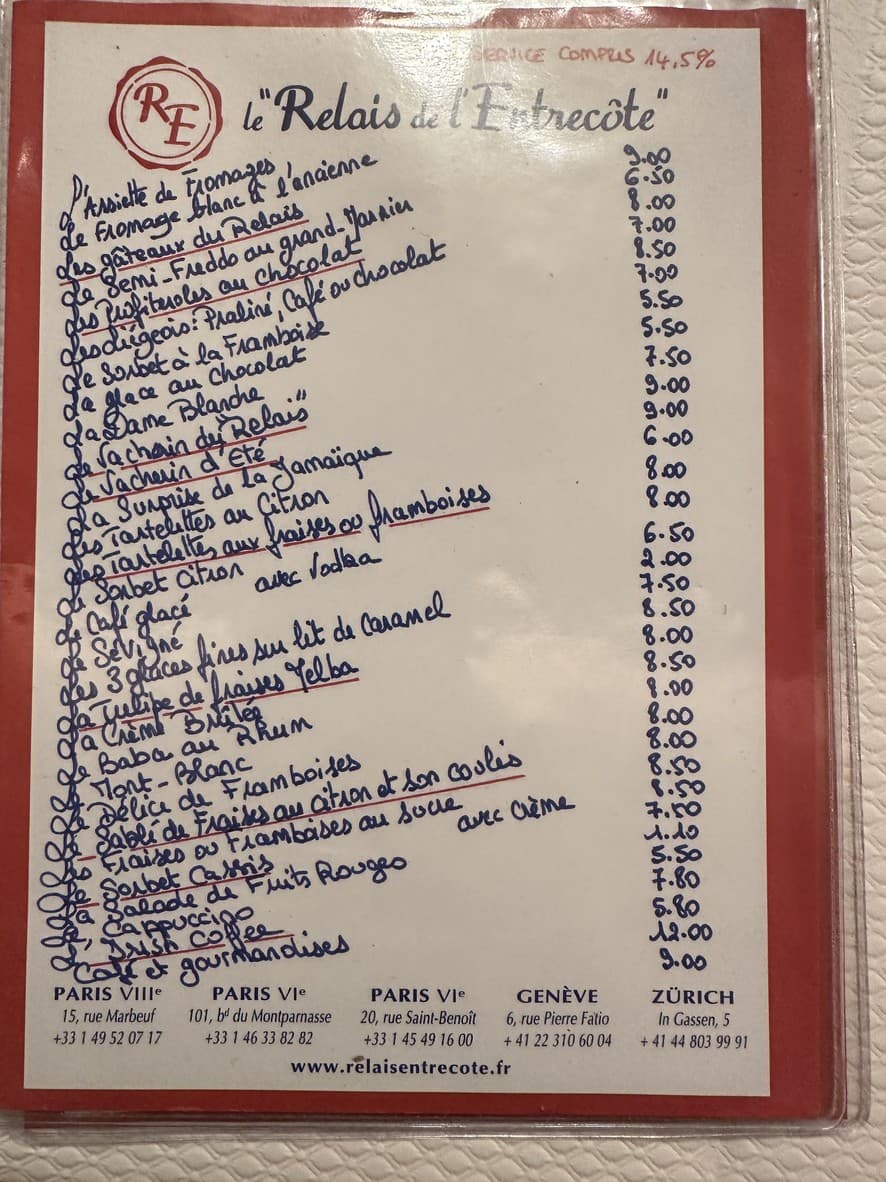 SERVICE COMPRIS 14,5%
RE
le "Relais de l'Entrecôte"
L'Assiette de Fromages 9.00
Le Fromage blanc à l'ancienne 6.50
Les gâteaux du Relais 8.00
Le Semi-Freddo au grand-Marnier 7.00
Les Profiteroles au chocolat 8.50
Les Liégeois: Praliné, Café ou chocolat 7.00
Le Sorbet à la Framboise 5.50
La glace au chocolat 5.50
La Dame Blanche 7.50
Le Vacherin du "Relais" 9.00
Le Vacherin d'Eté 9.00
La Surprise de la Jamaïque 6.00
Les Tartelettes au Citron 8.00
Les Tartelettes aux fraises ou framboises 8.00
Le Sorbet Citron 6.50
avec Vodka 2.00
Le Café glacé 7.50
Le Sévigné 8.50
Les 3 glaces fines sur lit de caramel 8.00
La Tulipe de fraises Melba 8.50
La Crème Brûlée 8.00
Le Baba au Rhum 8.00
Le Mont-Blanc 8.00
Le Délice de Framboises 8.50
Le Sablé de Fraises au citron et son coulis 8.50
Les Fraises ou Framboises au sucre 7.50
avec crème 1.10
Le Sorbet Cassis 5.50
La Salade de Fruits Rouges 7.80
Le Cappuccino 5.80
L'Irish Coffee 12.00
Café et gourmandises 9.00
PARIS VIIIe PARIS VIe PARIS VIe GENÈVE ZÜRICH
15, rue Marbeuf 101, bd du Montparnasse 20, rue Saint-Benoît 6, rue Pierre Fatio In Gassen, 5
+33 1 49 52 07 17 +33 1 46 33 82 82 +33 1 45 49 16 00 + 41 22 310 60 04 + 41 44 803 99 91
www.relaisentrecote.fr